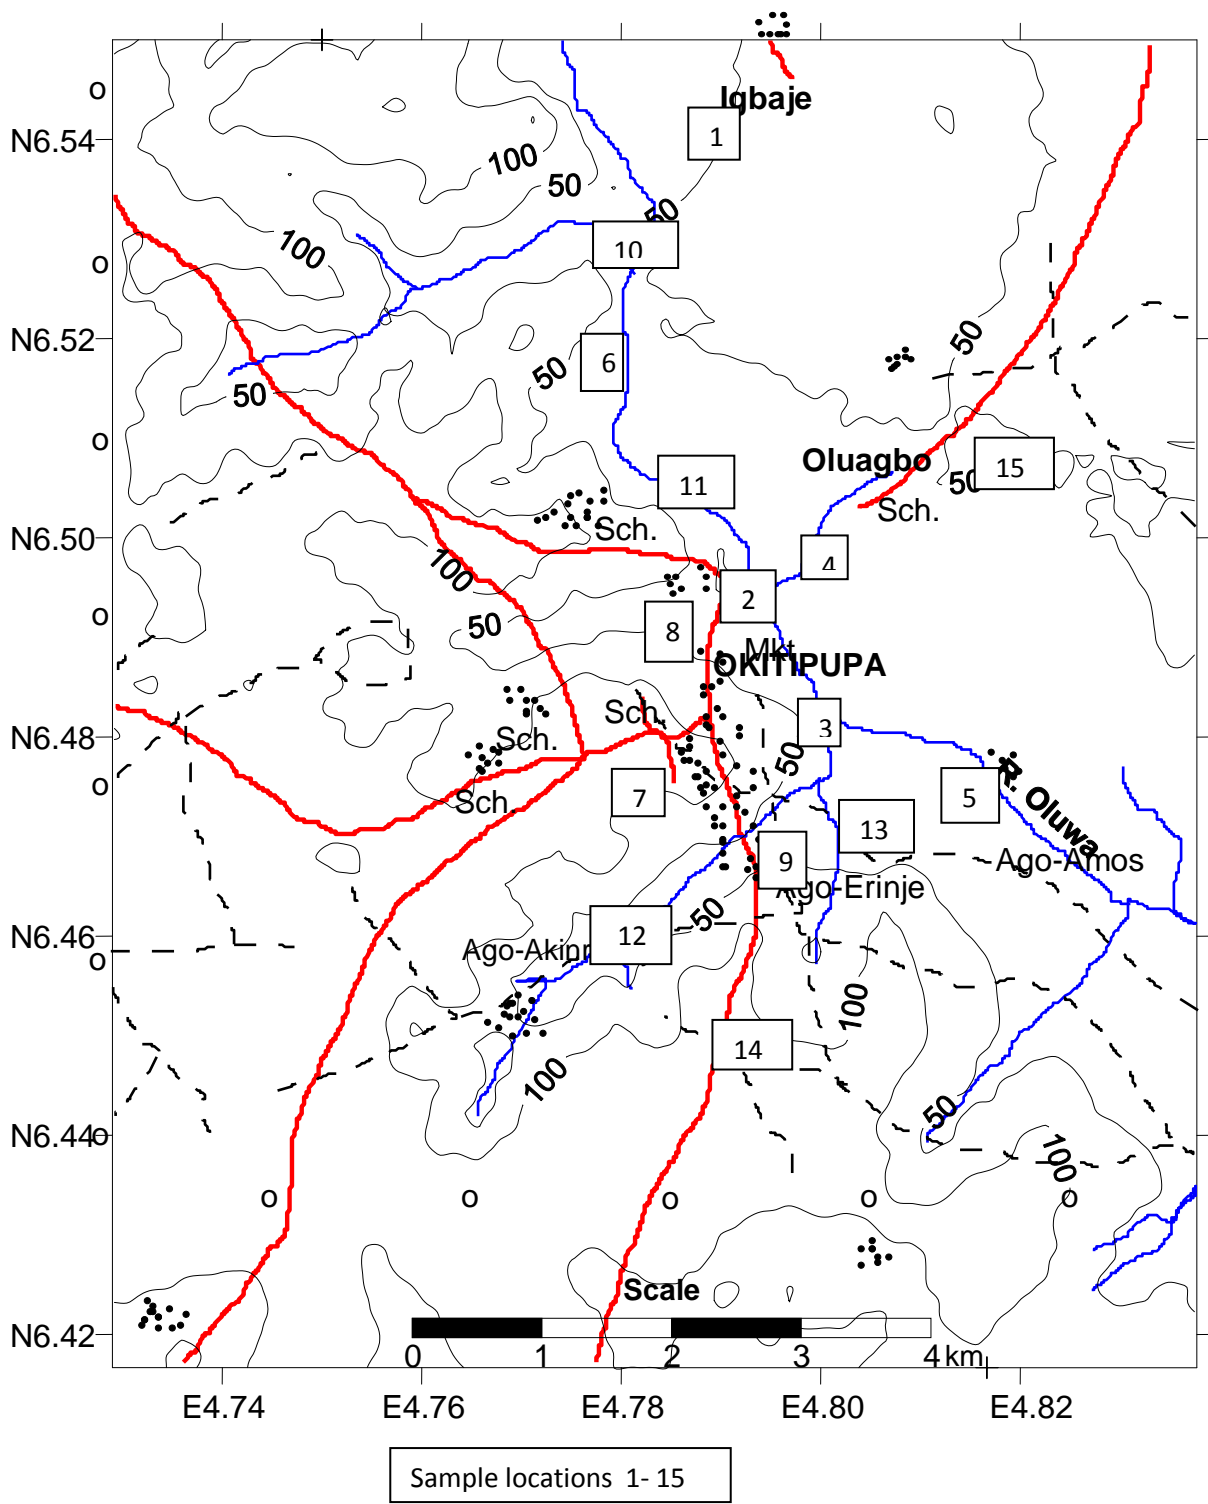 Igbaje
o
1
N6.54
100
50
50
100
10
o
N6.52
50
50
6
50
o
Oluagbo
15
50
11
Sch.
Sch.
N6.50
100
4
2
o
50
8
Mkt
OKITIPUPA
Sch.
3
N6.48
Sch.
50
R. Oluwa
o
7
5
Sch.
13
9
Ago-Amos
Ago-Erinje
50
12
N6.46
Ago-Akinr
o
100
14
100
50
N6.44
o
100
o
o
o
o
o
Scale
N6.42
0 1 2 3 4 km
E4.74 E4.76 E4.78 E4.80 E4.82
Sample locations 1- 15